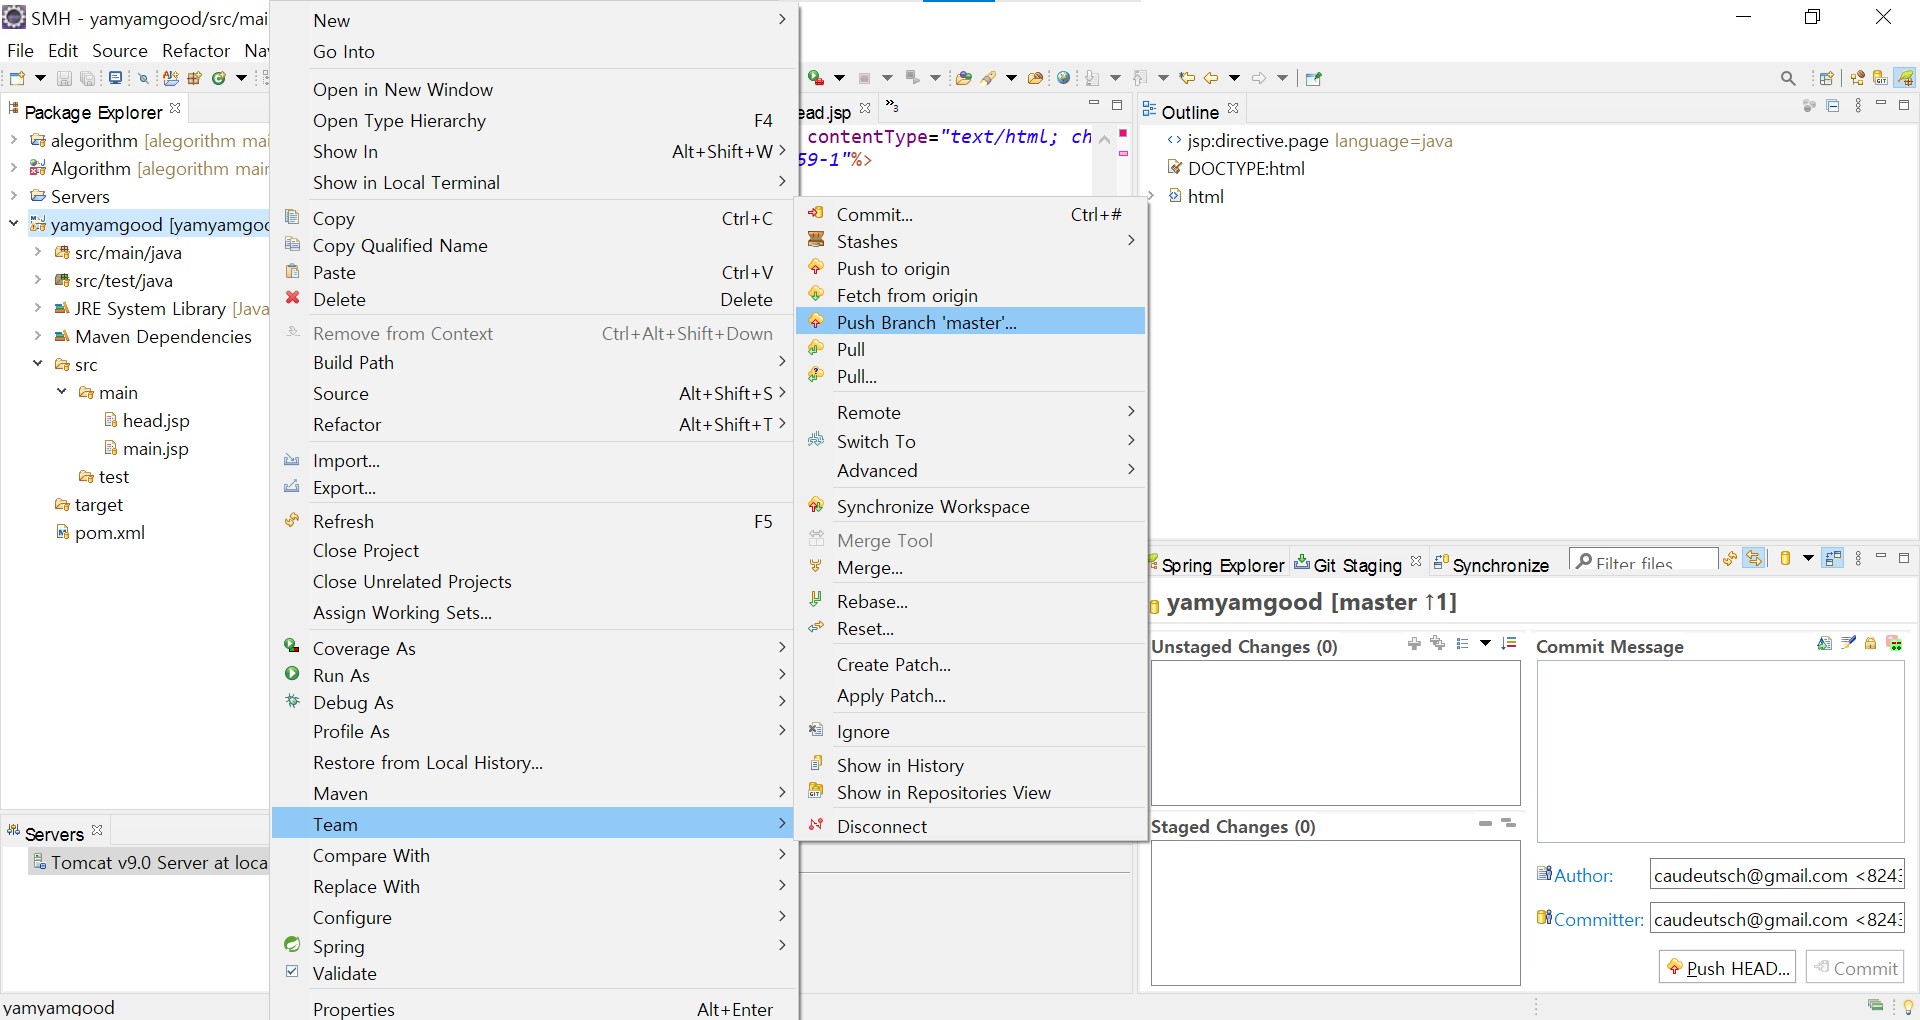 SMH - yamyamgood/src/mai
File Edit Source Refactor Na
Package Explorer
alegorithm [alegorithm mai
Algorithm [alegorithm mair
Servers
yamyamgood [yamyamgoo
src/main/java
src/test/java
JRE System Library [Java
Maven Dependencies
src
main
head.jsp
main.jsp
test
target
pom.xml
Servers
Tomcat v9.0 Server at loca
yamyamgood
New
Go Into
Open in New Window
Open Type Hierarchy F4
Show In Alt+Shift+W
Show in Local Terminal
Copy Ctrl+C
Copy Qualified Name
Paste Ctrl+V
Delete Delete
Remove from Context Ctrl+Alt+Shift+Down
Build Path
Source Alt+Shift+S
Refactor Alt+Shift+T
Import...
Export...
Refresh F5
Close Project
Close Unrelated Projects
Assign Working Sets...
Coverage As
Run As
Debug As
Profile As
Restore from Local History...
Maven
Team
Compare With
Replace With
Configure
Spring
Validate
Properties Alt+Enter
ead.jsp »3
contentType="text/html; ch
59-1"%>
Commit... Ctrl+#
Stashes
Push to origin
Fetch from origin
Push Branch 'master'...
Pull
Pull...
Remote
Switch To
Advanced
Synchronize Workspace
Merge Tool
Merge...
Rebase...
Reset...
Create Patch...
Apply Patch...
Ignore
Show in History
Show in Repositories View
Disconnect
Outline
jsp:directive.page language=java
DOCTYPE:html
html
Spring Explorer Git Staging Synchronize Filter files
yamyamgood [master ↑1]
Unstaged Changes (0)
Staged Changes (0)
Commit Message
Author: caudeutsch@gmail.com <8243
Committer: caudeutsch@gmail.com <8243
Push HEAD... Commit